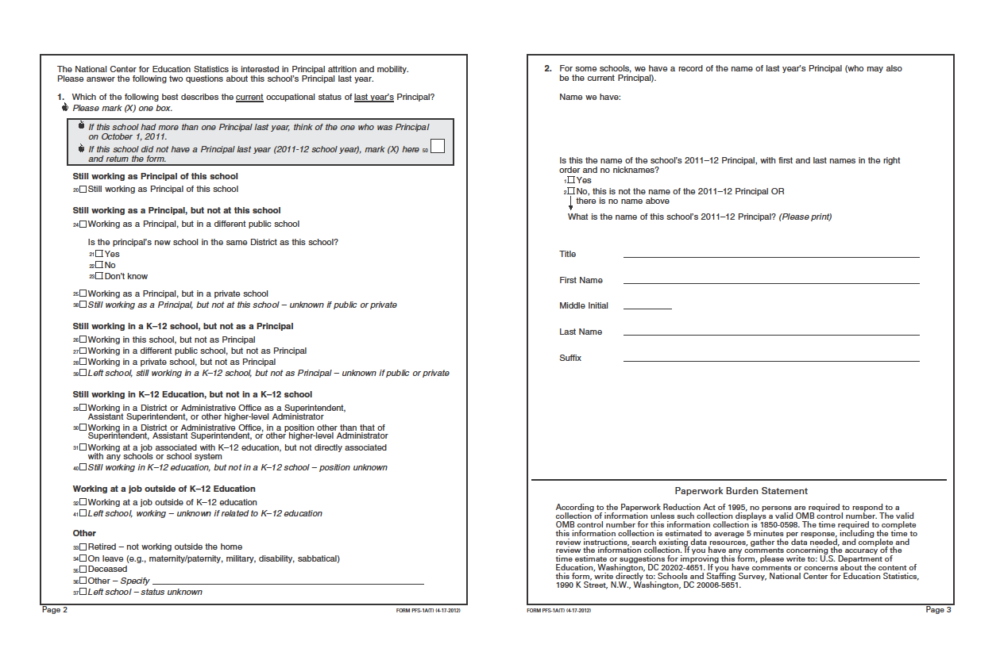 The National Center for Education Statistics is interested in Principal attrition and mobility.
Please answer the following two questions about this school's Principal last year.
1. Which of the following best describes the current occupational status of last year's Principal?
Please mark (X) one box.
If this school had more than one Principal last year, think of the one who was Principal
on October 1, 2011.
If this school did not have a Principal last year (2011-12 school year), mark (X) here 50
and return the form.
Still working as Principal of this school
20 Still working as Principal of this school
Still working as a Principal, but not at this school
24 Working as a Principal, but in a different public school
Is the principal's new school in the same District as this school?
21 Yes
22 No
23 Don't know
25 Working as a Principal, but in a private school
38 Still working as a Principal, but not at this school – unknown if public or private
Still working in a K–12 school, but not as a Principal
26 Working in this school, but not as Principal
27 Working in a different public school, but not as Principal
28 Working in a private school, but not as Principal
39 Left school, still working in a K–12 school, but not as Principal – unknown if public or private
Still working in K–12 Education, but not in a K–12 school
29 Working in a District or Administrative Office as a Superintendent,
Assistant Superintendent, or other higher-level Administrator
30 Working in a District or Administrative Office, in a position other than that of
Superintendent, Assistant Superintendent, or other higher-level Administrator
31 Working at a job associated with K–12 education, but not directly associated
with any schools or school system
40 Still working in K–12 education, but not in a K–12 school – position unknown
Working at a job outside of K–12 Education
32 Working at a job outside of K–12 education
41 Left school, working – unknown if related to K–12 education
Other
33 Retired – not working outside the home
34 On leave (e.g., maternity/paternity, military, disability, sabbatical)
35 Deceased
36 Other – Specify
37 Left school – status unknown
Page 2
FORM PFS-1A(T) (4-17-2012)
2. For some schools, we have a record of the name of last year's Principal (who may also
be the current Principal).
Name we have:
Is this the name of the school's 2011–12 Principal, with first and last names in the right
order and no nicknames?
1 Yes
2 No, this is not the name of the 2011–12 Principal OR
there is no name above
What is the name of this school's 2011–12 Principal? (Please print)
Title
First Name
Middle Initial
Last Name
Suffix
Paperwork Burden Statement
According to the Paperwork Reduction Act of 1995, no persons are required to respond to a
collection of information unless such collection displays a valid OMB control number. The valid
OMB control number for this information collection is 1850-0598. The time required to complete
this information collection is estimated to average 5 minutes per response, including the time to
review instructions, search existing data resources, gather the data needed, and complete and
review the information collection. If you have any comments concerning the accuracy of the
time estimate or suggestions for improving this form, please write to: U.S. Department of
Education, Washington, DC 20202-4651. If you have comments or concerns about the content of
this form, write directly to: Schools and Staffing Survey, National Center for Education Statistics,
1990 K Street, N.W., Washington, DC 20006-5651.
FORM PFS-1A(T) (4-17-2012)
Page 3